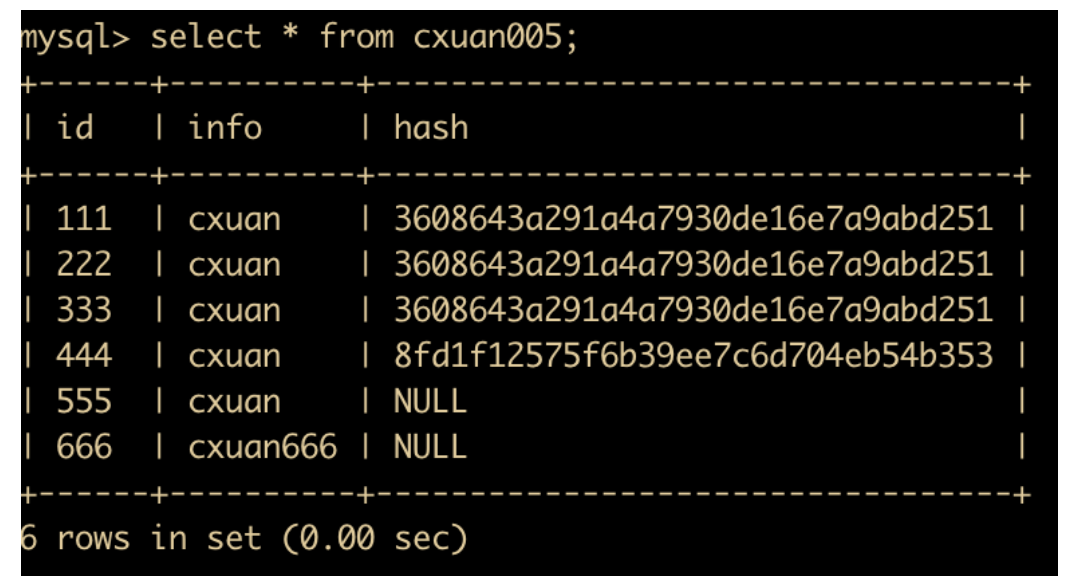 mysql> select * from cxuan005;
+------+----------+----------------------------------+
| id   | info     | hash                             |
+------+----------+----------------------------------+
| 111  | cxuan    | 3608643a291a4a7930de16e7a9abd251 |
| 222  | cxuan    | 3608643a291a4a7930de16e7a9abd251 |
| 333  | cxuan    | 3608643a291a4a7930de16e7a9abd251 |
| 444  | cxuan    | 8fd1f12575f6b39ee7c6d704eb54b353 |
| 555  | cxuan    | NULL                             |
| 666  | cxuan666 | NULL                             |
+------+----------+----------------------------------+
6 rows in set (0.00 sec)